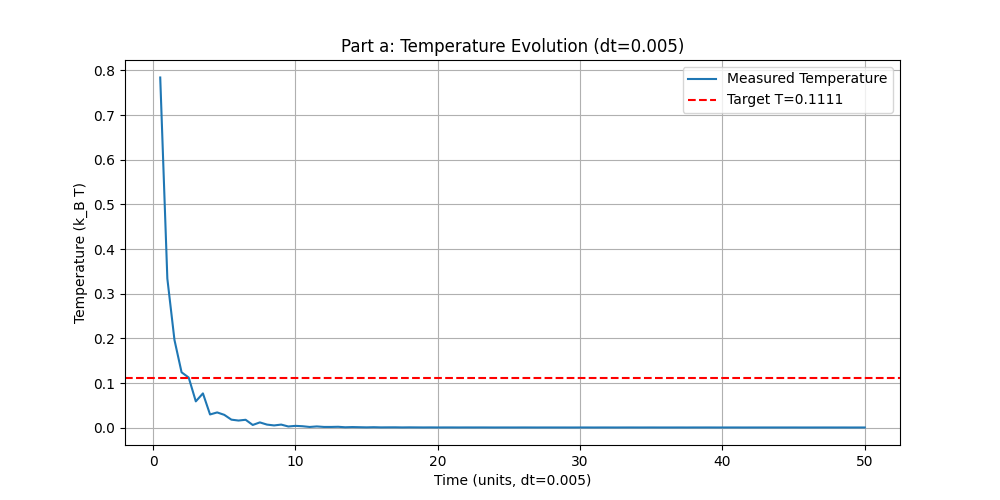 Part a: Temperature Evolution (dt=0.005)
Measured Temperature
Target T=0.1111
Temperature (k_B T)
0.8
0.7
0.6
0.5
0.4
0.3
0.2
0.1
0.0
0 10 20 30 40 50
Time (units, dt=0.005)